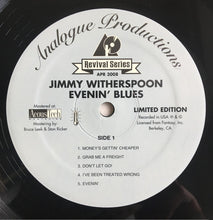 Analogue Productions
AP
Revival Series
APR 3008
JIMMY WITHERSPOON
EVENIN' BLUES
Mastered at
AcousTech
Mastering by
Bruce Leek & Stan Ricker
LIMITED EDITION
Recorded in USA ℗ ©
Licensed from Fantasy, Inc.
Berkeley, CA
SIDE 1
1. MONEY'S GETTIN' CHEAPER
2. GRAB ME A FREIGHT
3. DON'T LET GO!
4. I'VE BEEN TREATED WRONG
5. EVENIN'